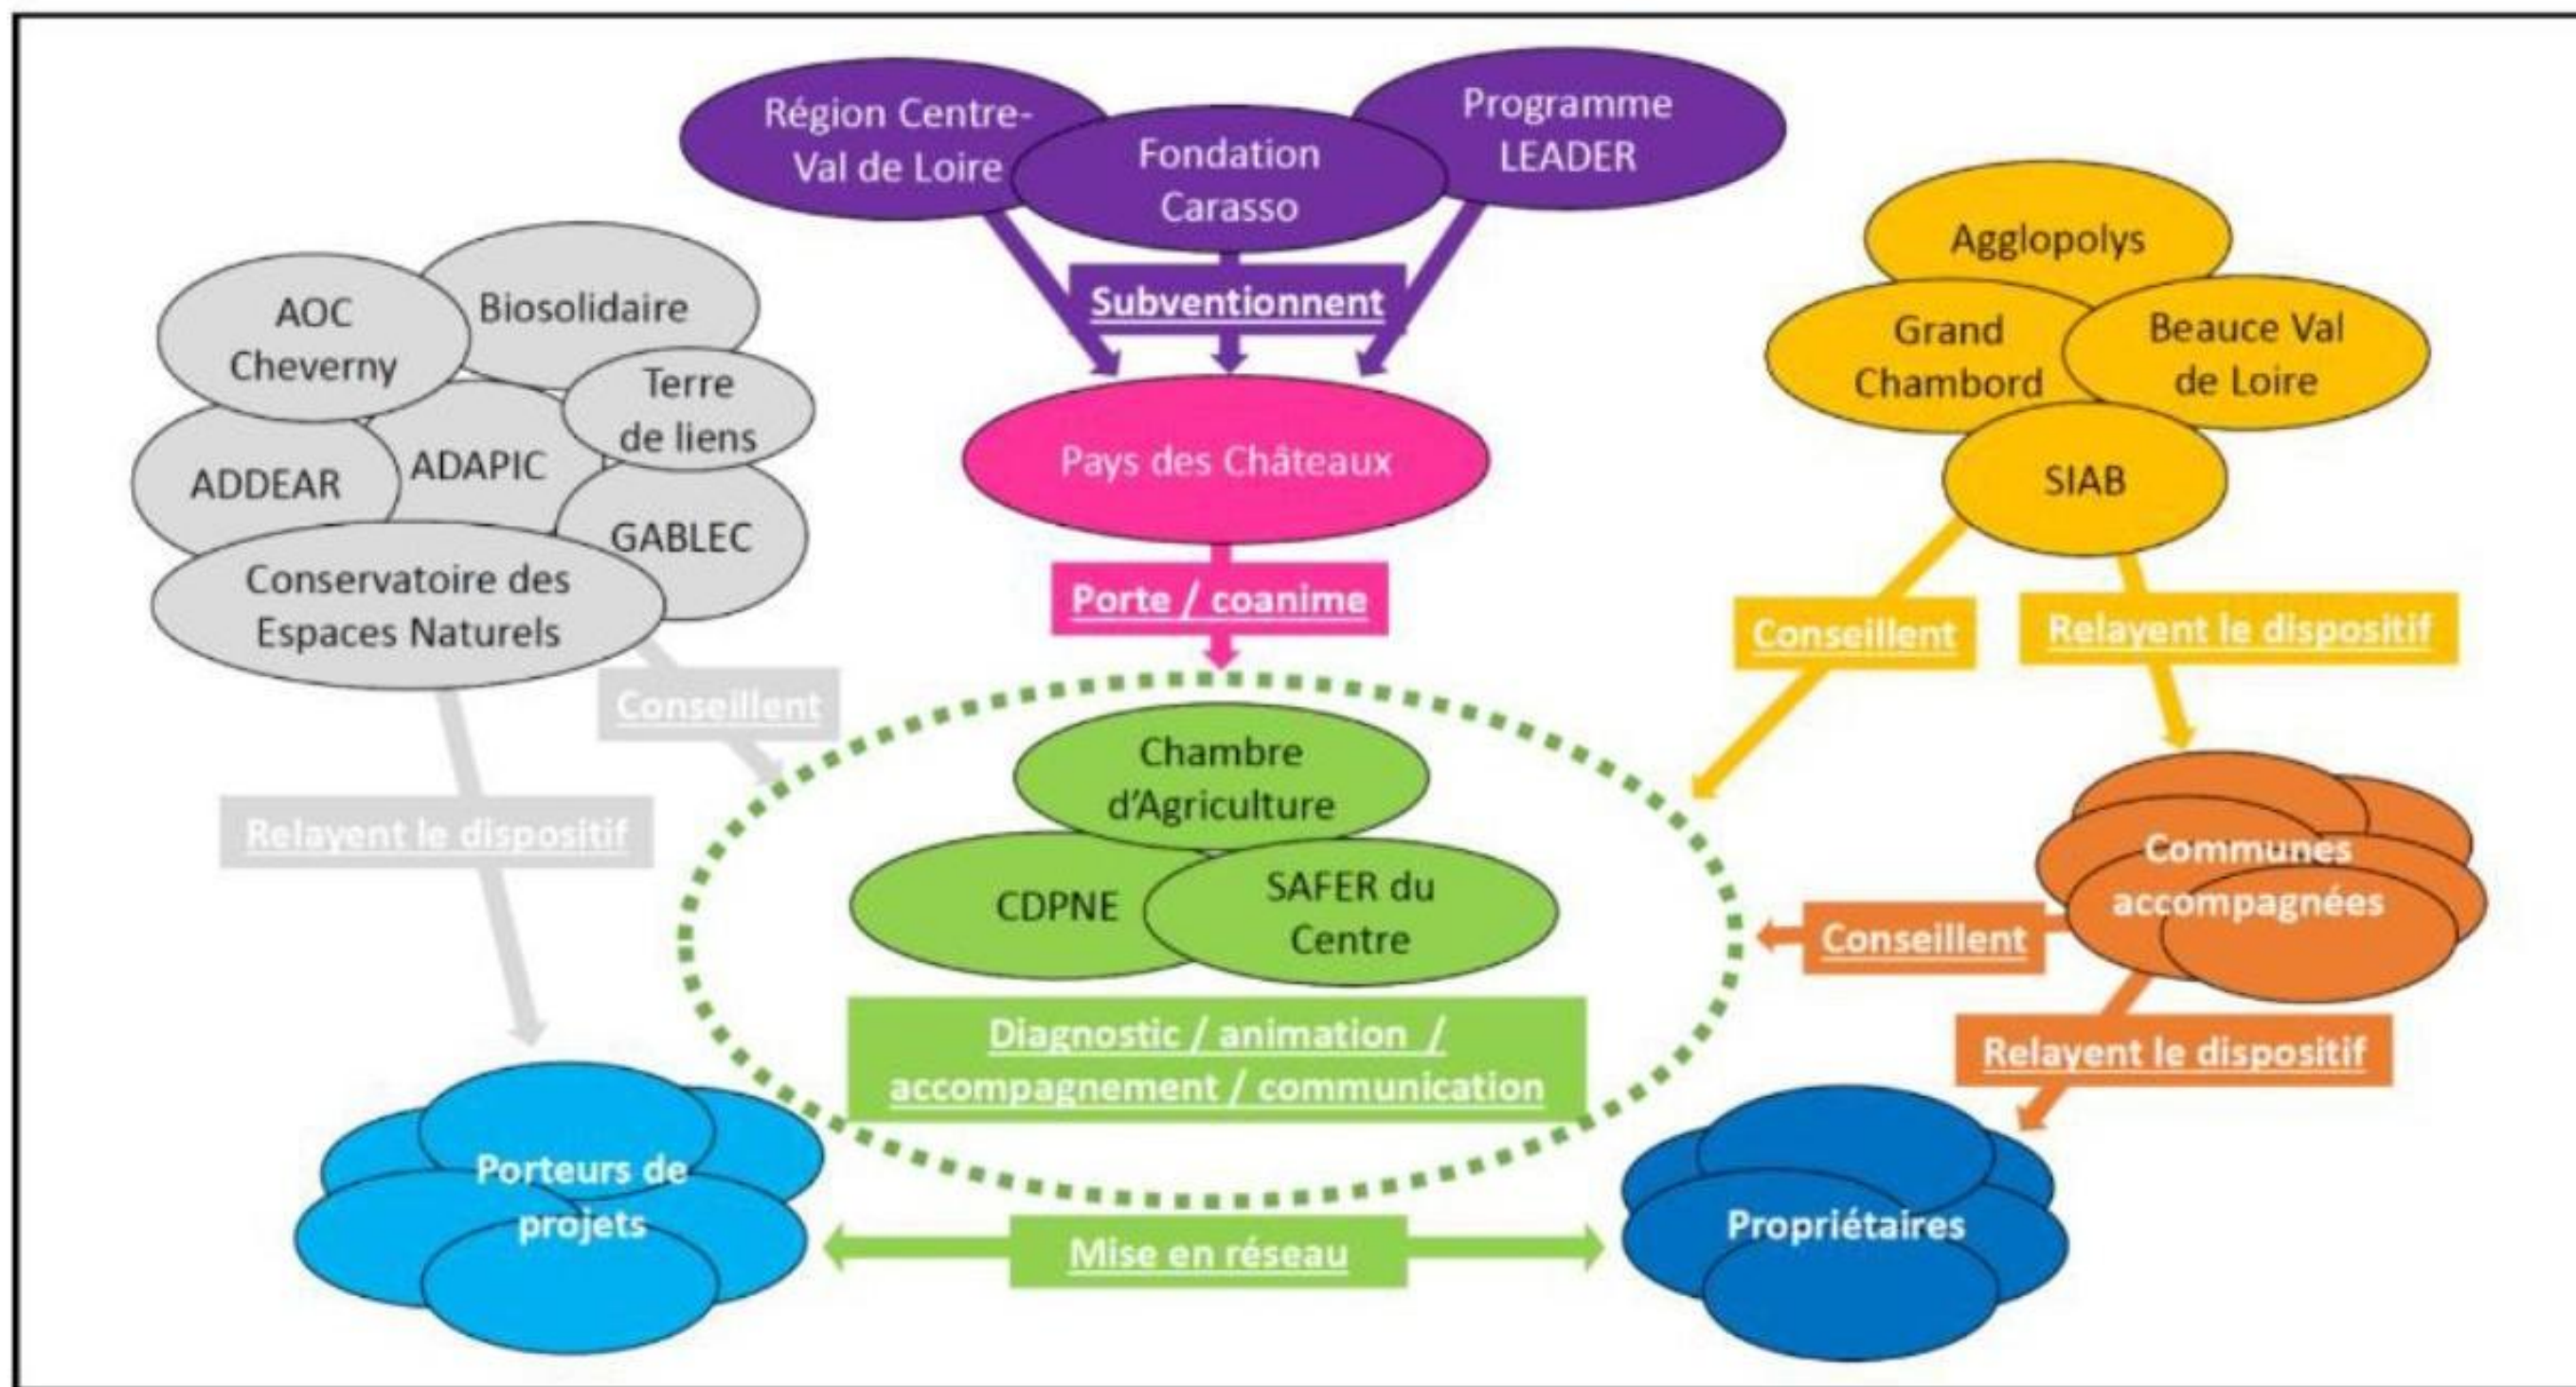 Région Centre-
Val de Loire
Fondation
Carasso
Programme
LEADER
Subventionnent
Pays des Châteaux
Porte / coanime
AOC
Cheverny
Biosolidaire
Terre
de liens
ADDEAR
ADAPIC
GABLEC
Conservatoire des
Espaces Naturels
Conseillent
Relayent le dispositif
Agglopolys
Grand
Chambord
Beauce Val
de Loire
SIAB
Conseillent
Relayent le dispositif
Chambre
d'Agriculture
CDPNE
SAFER du
Centre
Diagnostic / animation /
accompagnement / communication
Communes
accompagnées
Conseillent
Relayent le dispositif
Porteurs de
projets
Mise en réseau
Propriétaires